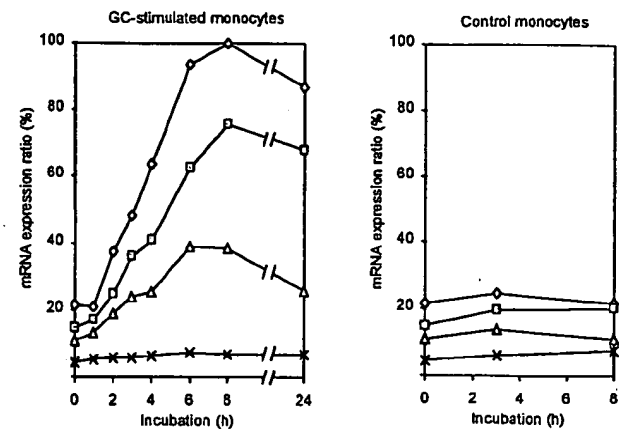 GC-stimulated monocytes
mRNA expression ratio (%)
100
80
60
40
20
0 2 4 6 8 24
Incubation (h)
Control monocytes
mRNA expression ratio (%)
100
80
60
40
20
0 2 4 6 8
Incubation (h)